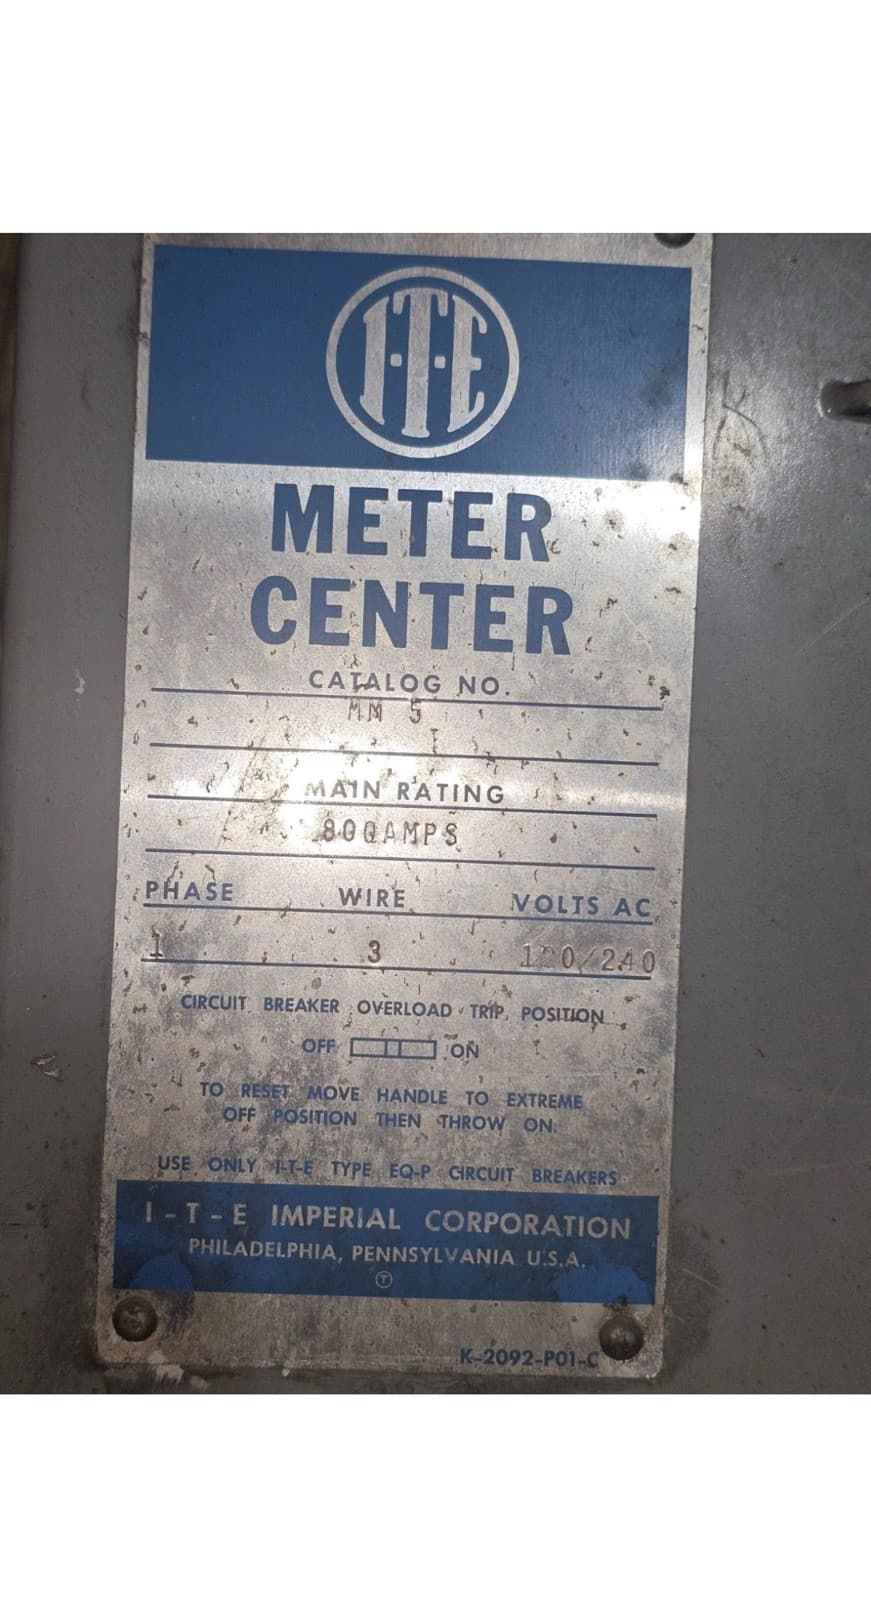 I·T·E
METER
CENTER
CATALOG NO.
MM 5
MAIN RATING
800AMPS
PHASE WIRE VOLTS AC
1 3 120/240
CIRCUIT BREAKER OVERLOAD TRIP POSITION
OFF ON
TO RESET MOVE HANDLE TO EXTREME
OFF POSITION THEN THROW ON.
USE ONLY I-T-E TYPE EQ-P CIRCUIT BREAKERS
I-T-E IMPERIAL CORPORATION
PHILADELPHIA, PENNSYLVANIA U.S.A.
T
K-2092-P01-C